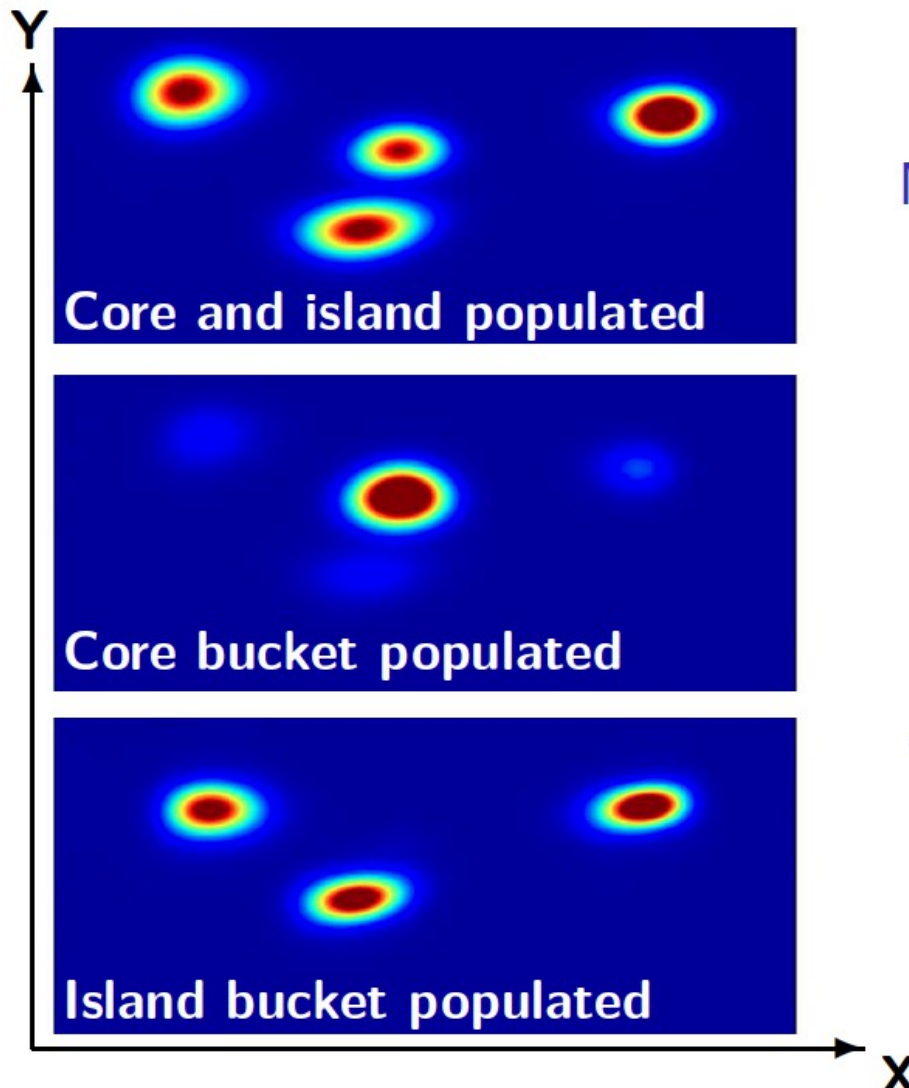 Y
Core and island populated
Core bucket populated
Island bucket populated
X